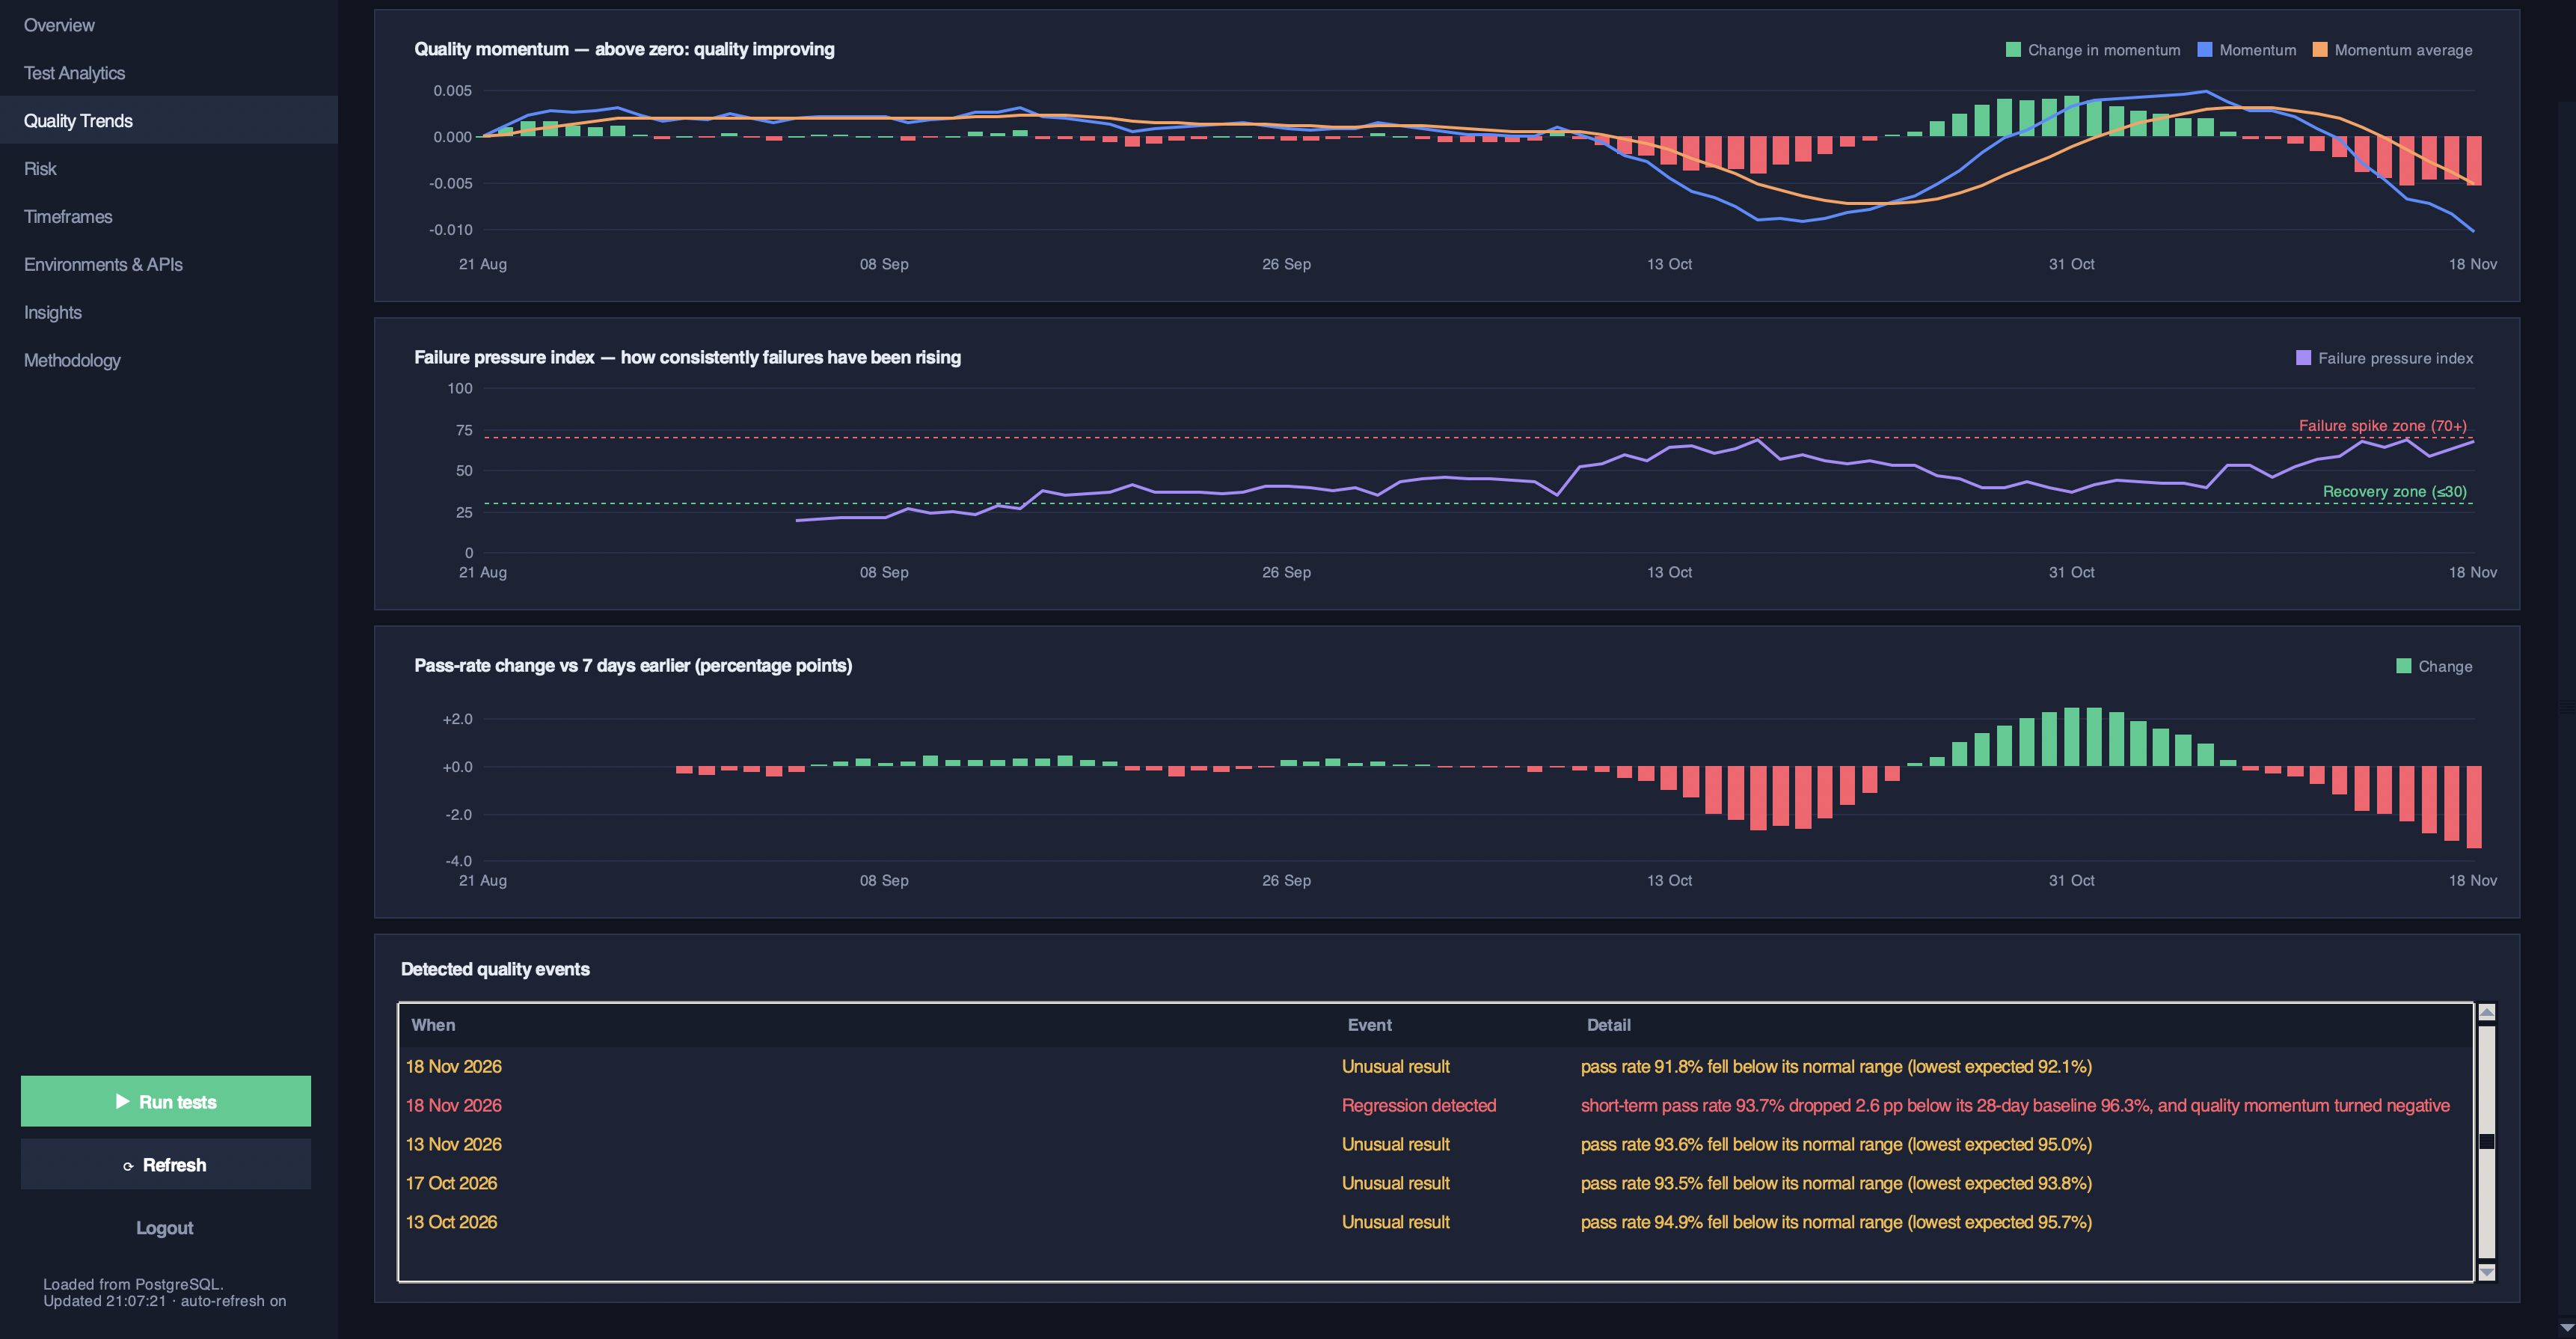 Overview
Test Analytics
Quality Trends
Risk
Timeframes
Environments & APIs
Insights
Methodology
▶ Run tests
⟳ Refresh
Logout
Loaded from PostgreSQL.
Updated 21:07:21 · auto-refresh on
Quality momentum — above zero: quality improving
Change in momentum Momentum Momentum average
0.005
0.000
-0.005
-0.010
21 Aug 08 Sep 26 Sep 13 Oct 31 Oct 18 Nov
Failure pressure index — how consistently failures have been rising
Failure pressure index
100
75
Failure spike zone (70+)
50
Recovery zone (≤30)
25
0
21 Aug 08 Sep 26 Sep 13 Oct 31 Oct 18 Nov
Pass-rate change vs 7 days earlier (percentage points)
Change
+2.0
+0.0
-2.0
-4.0
21 Aug 08 Sep 26 Sep 13 Oct 31 Oct 18 Nov
Detected quality events
When Event Detail
18 Nov 2026 Unusual result pass rate 91.8% fell below its normal range (lowest expected 92.1%)
18 Nov 2026 Regression detected short-term pass rate 93.7% dropped 2.6 pp below its 28-day baseline 96.3%, and quality momentum turned negative
13 Nov 2026 Unusual result pass rate 93.6% fell below its normal range (lowest expected 95.0%)
17 Oct 2026 Unusual result pass rate 93.5% fell below its normal range (lowest expected 93.8%)
13 Oct 2026 Unusual result pass rate 94.9% fell below its normal range (lowest expected 95.7%)